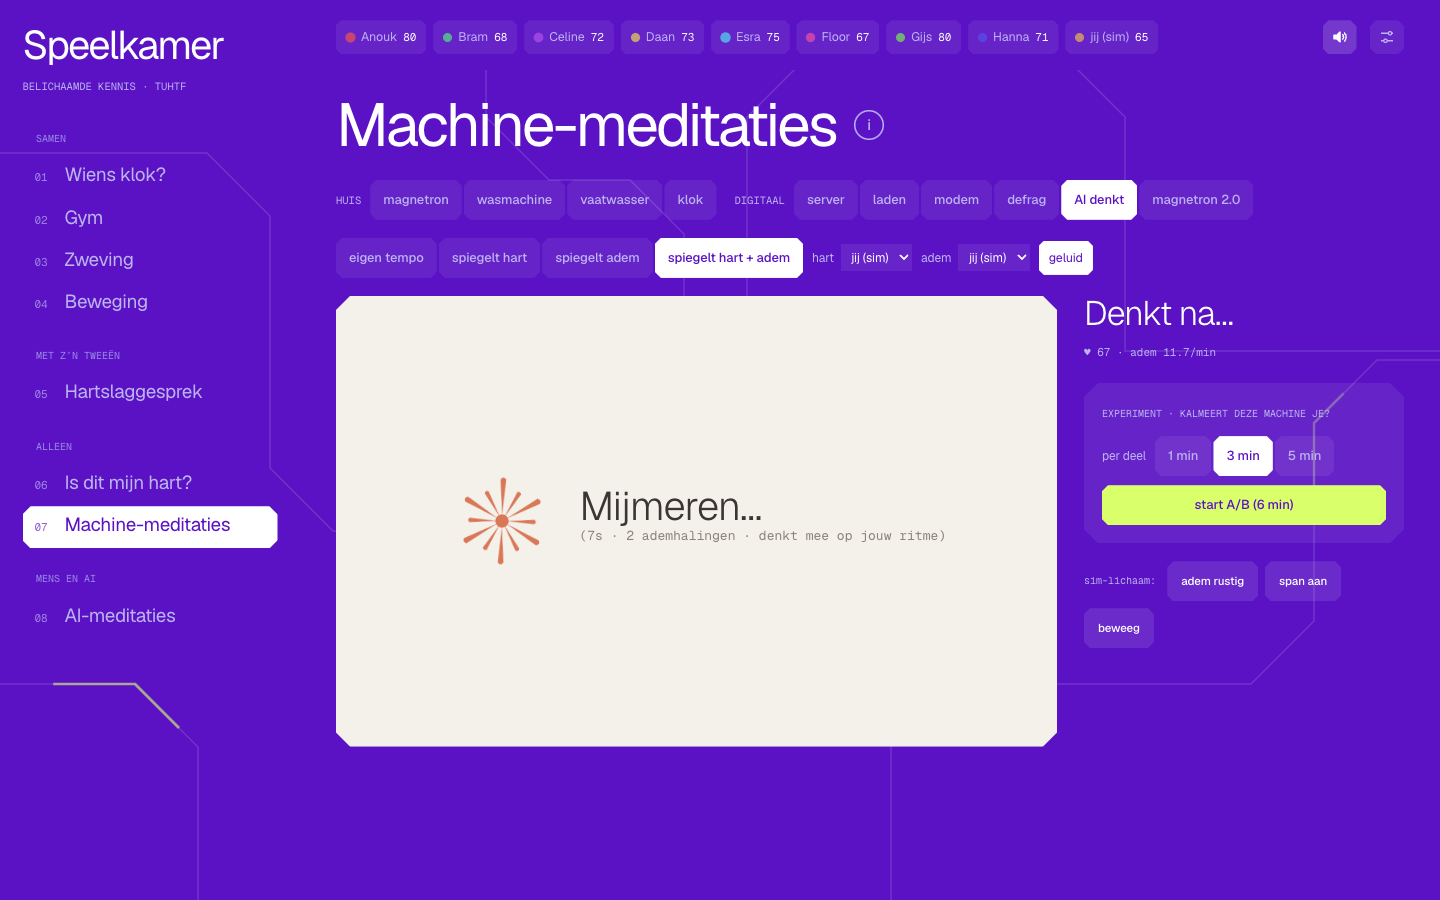 Speelkamer
BELICHAAMDE KENNIS · TUHTF
SAMEN
01 Wiens klok?
02 Gym
03 Zweving
04 Beweging
MET Z'N TWEEËN
05 Hartslaggesprek
ALLEEN
06 Is dit mijn hart?
07 Machine-meditaties
MENS EN AI
08 AI-meditaties
Anouk 80 Bram 68 Celine 72 Daan 73 Esra 75 Floor 67 Gijs 80 Hanna 71 jij (sim) 65
Machine-meditaties i
HUIS magnetron wasmachine vaatwasser klok DIGITAAL server laden modem defrag AI denkt magnetron 2.0
eigen tempo spiegelt hart spiegelt adem spiegelt hart + adem hart jij (sim) adem jij (sim) geluid
Mijmeren…
(7s · 2 ademhalingen · denkt mee op jouw ritme)
Denkt na…
♥ 67 · adem 11.7/min
EXPERIMENT · KALMEERT DEZE MACHINE JE?
per deel 1 min 3 min 5 min
start A/B (6 min)
sim-lichaam: adem rustig span aan
beweeg